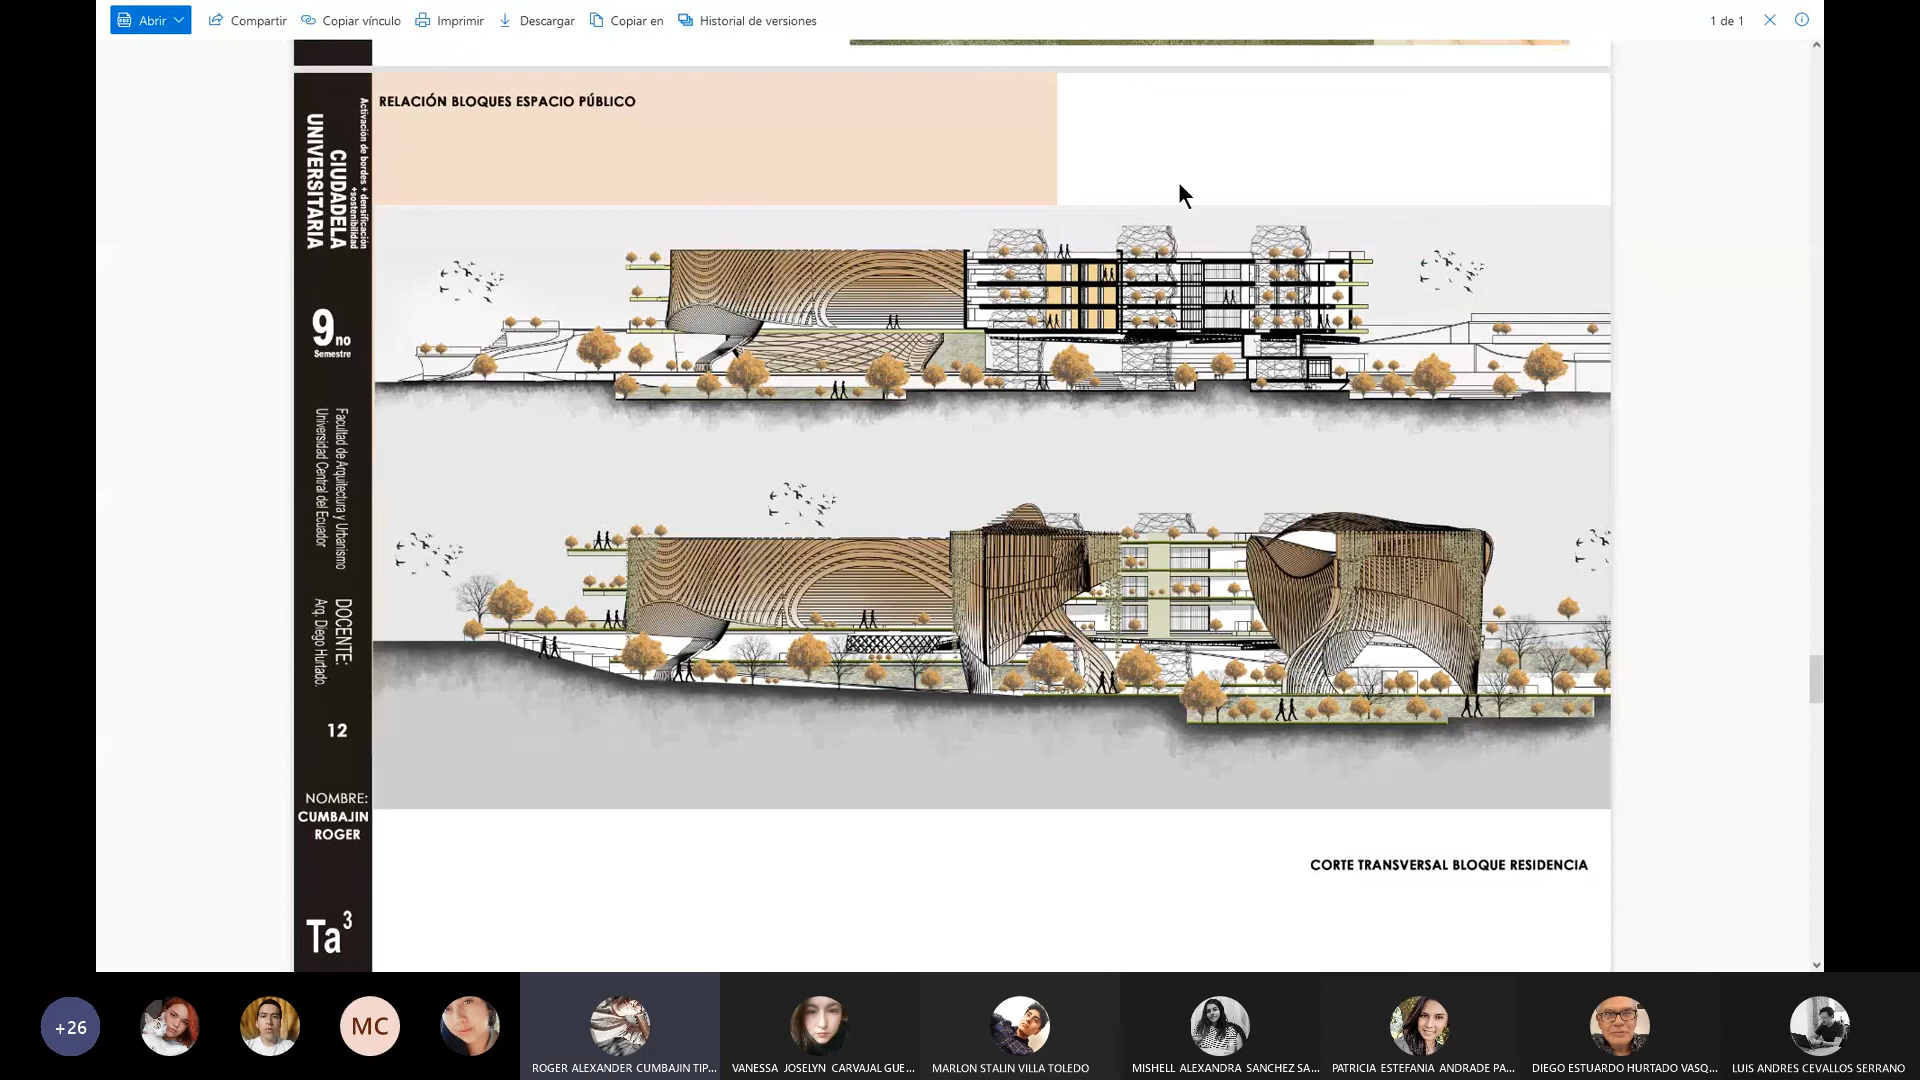 Abrir
Compartir
Copiar vínculo
Imprimir
Descargar
Copiar en
Historial de versiones
1 de 1
RELACIÓN BLOQUES ESPACIO PÚBLICO
Activación de bordes + densificación
+sostenibilidad
CIUDADELA
UNIVERSITARIA
9no
Semestre
Facultad de Arquitectura y Urbanismo
Universidad Central del Ecuador
DOCENTE:
Arq. Diego Hurtado.
12
NOMBRE:
CUMBAJIN
ROGER
Ta3
CORTE TRANSVERSAL BLOQUE RESIDENCIA
+26
MC
ROGER ALEXANDER CUMBAJIN TIP...
VANESSA JOSELYN CARVAJAL GUE...
MARLON STALIN VILLA TOLEDO
MISHELL ALEXANDRA SANCHEZ SA...
PATRICIA ESTEFANIA ANDRADE PA...
DIEGO ESTUARDO HURTADO VASQ...
LUIS ANDRES CEVALLOS SERRANO